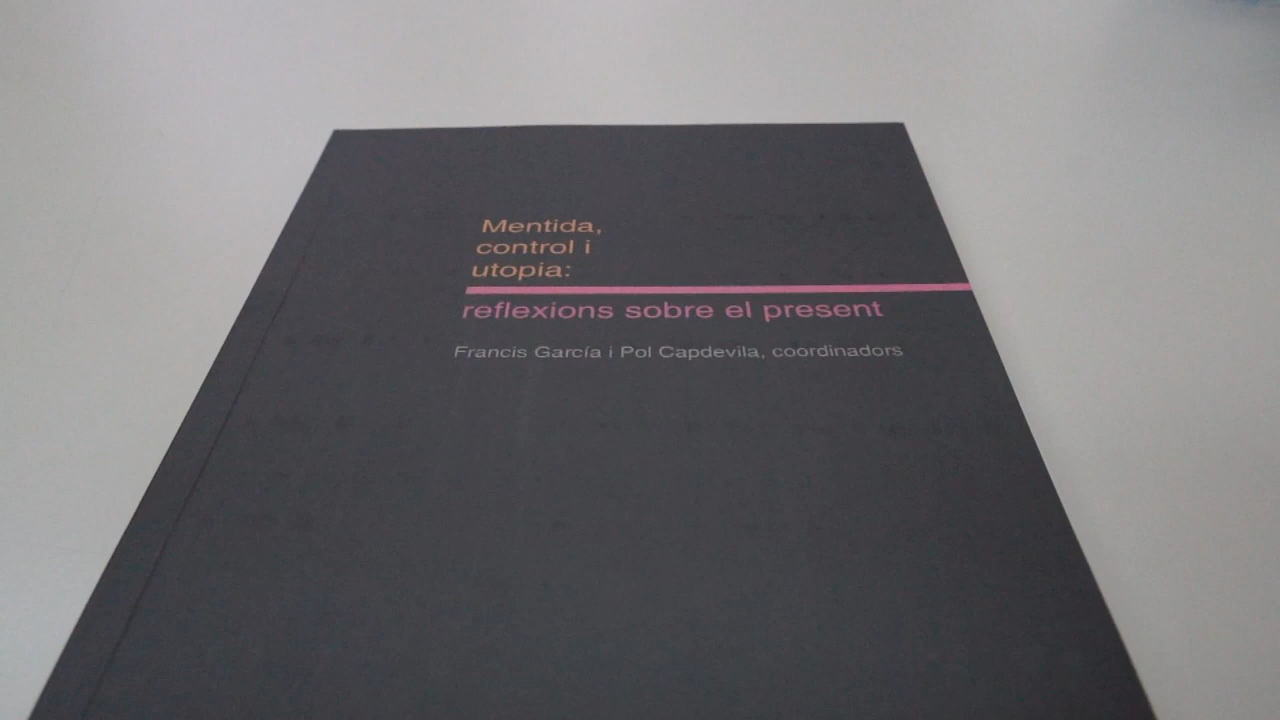 Mentida,
control i
utopia:
reflexions sobre el present
Francis García i Pol Capdevila, coordinadors